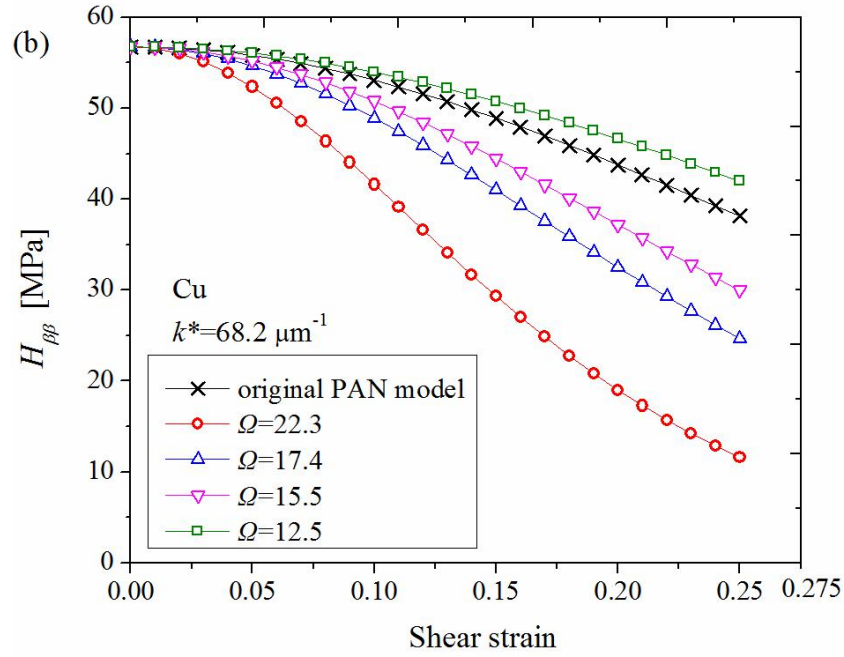 (b)
60
50
40
30
20
10
0
H_ββ [MPa]
Cu
k*=68.2 μm⁻¹
original PAN model
Ω=22.3
Ω=17.4
Ω=15.5
Ω=12.5
0.00 0.05 0.10 0.15 0.20 0.25 0.275
Shear strain